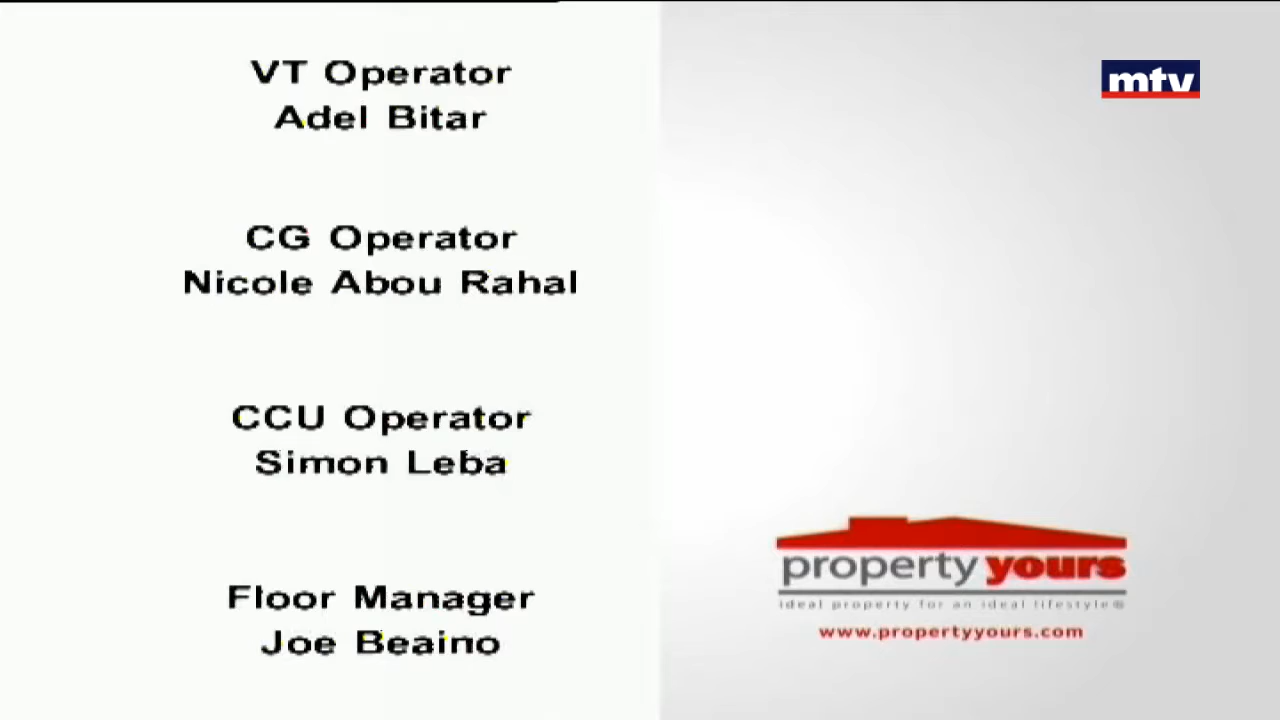 VT Operator
Adel Bitar
CG Operator
Nicole Abou Rahal
CCU Operator
Simon Leba
Floor Manager
Joe Beaino
mtv
property yours
ideal property for an ideal lifestyle®
www.propertyyours.com